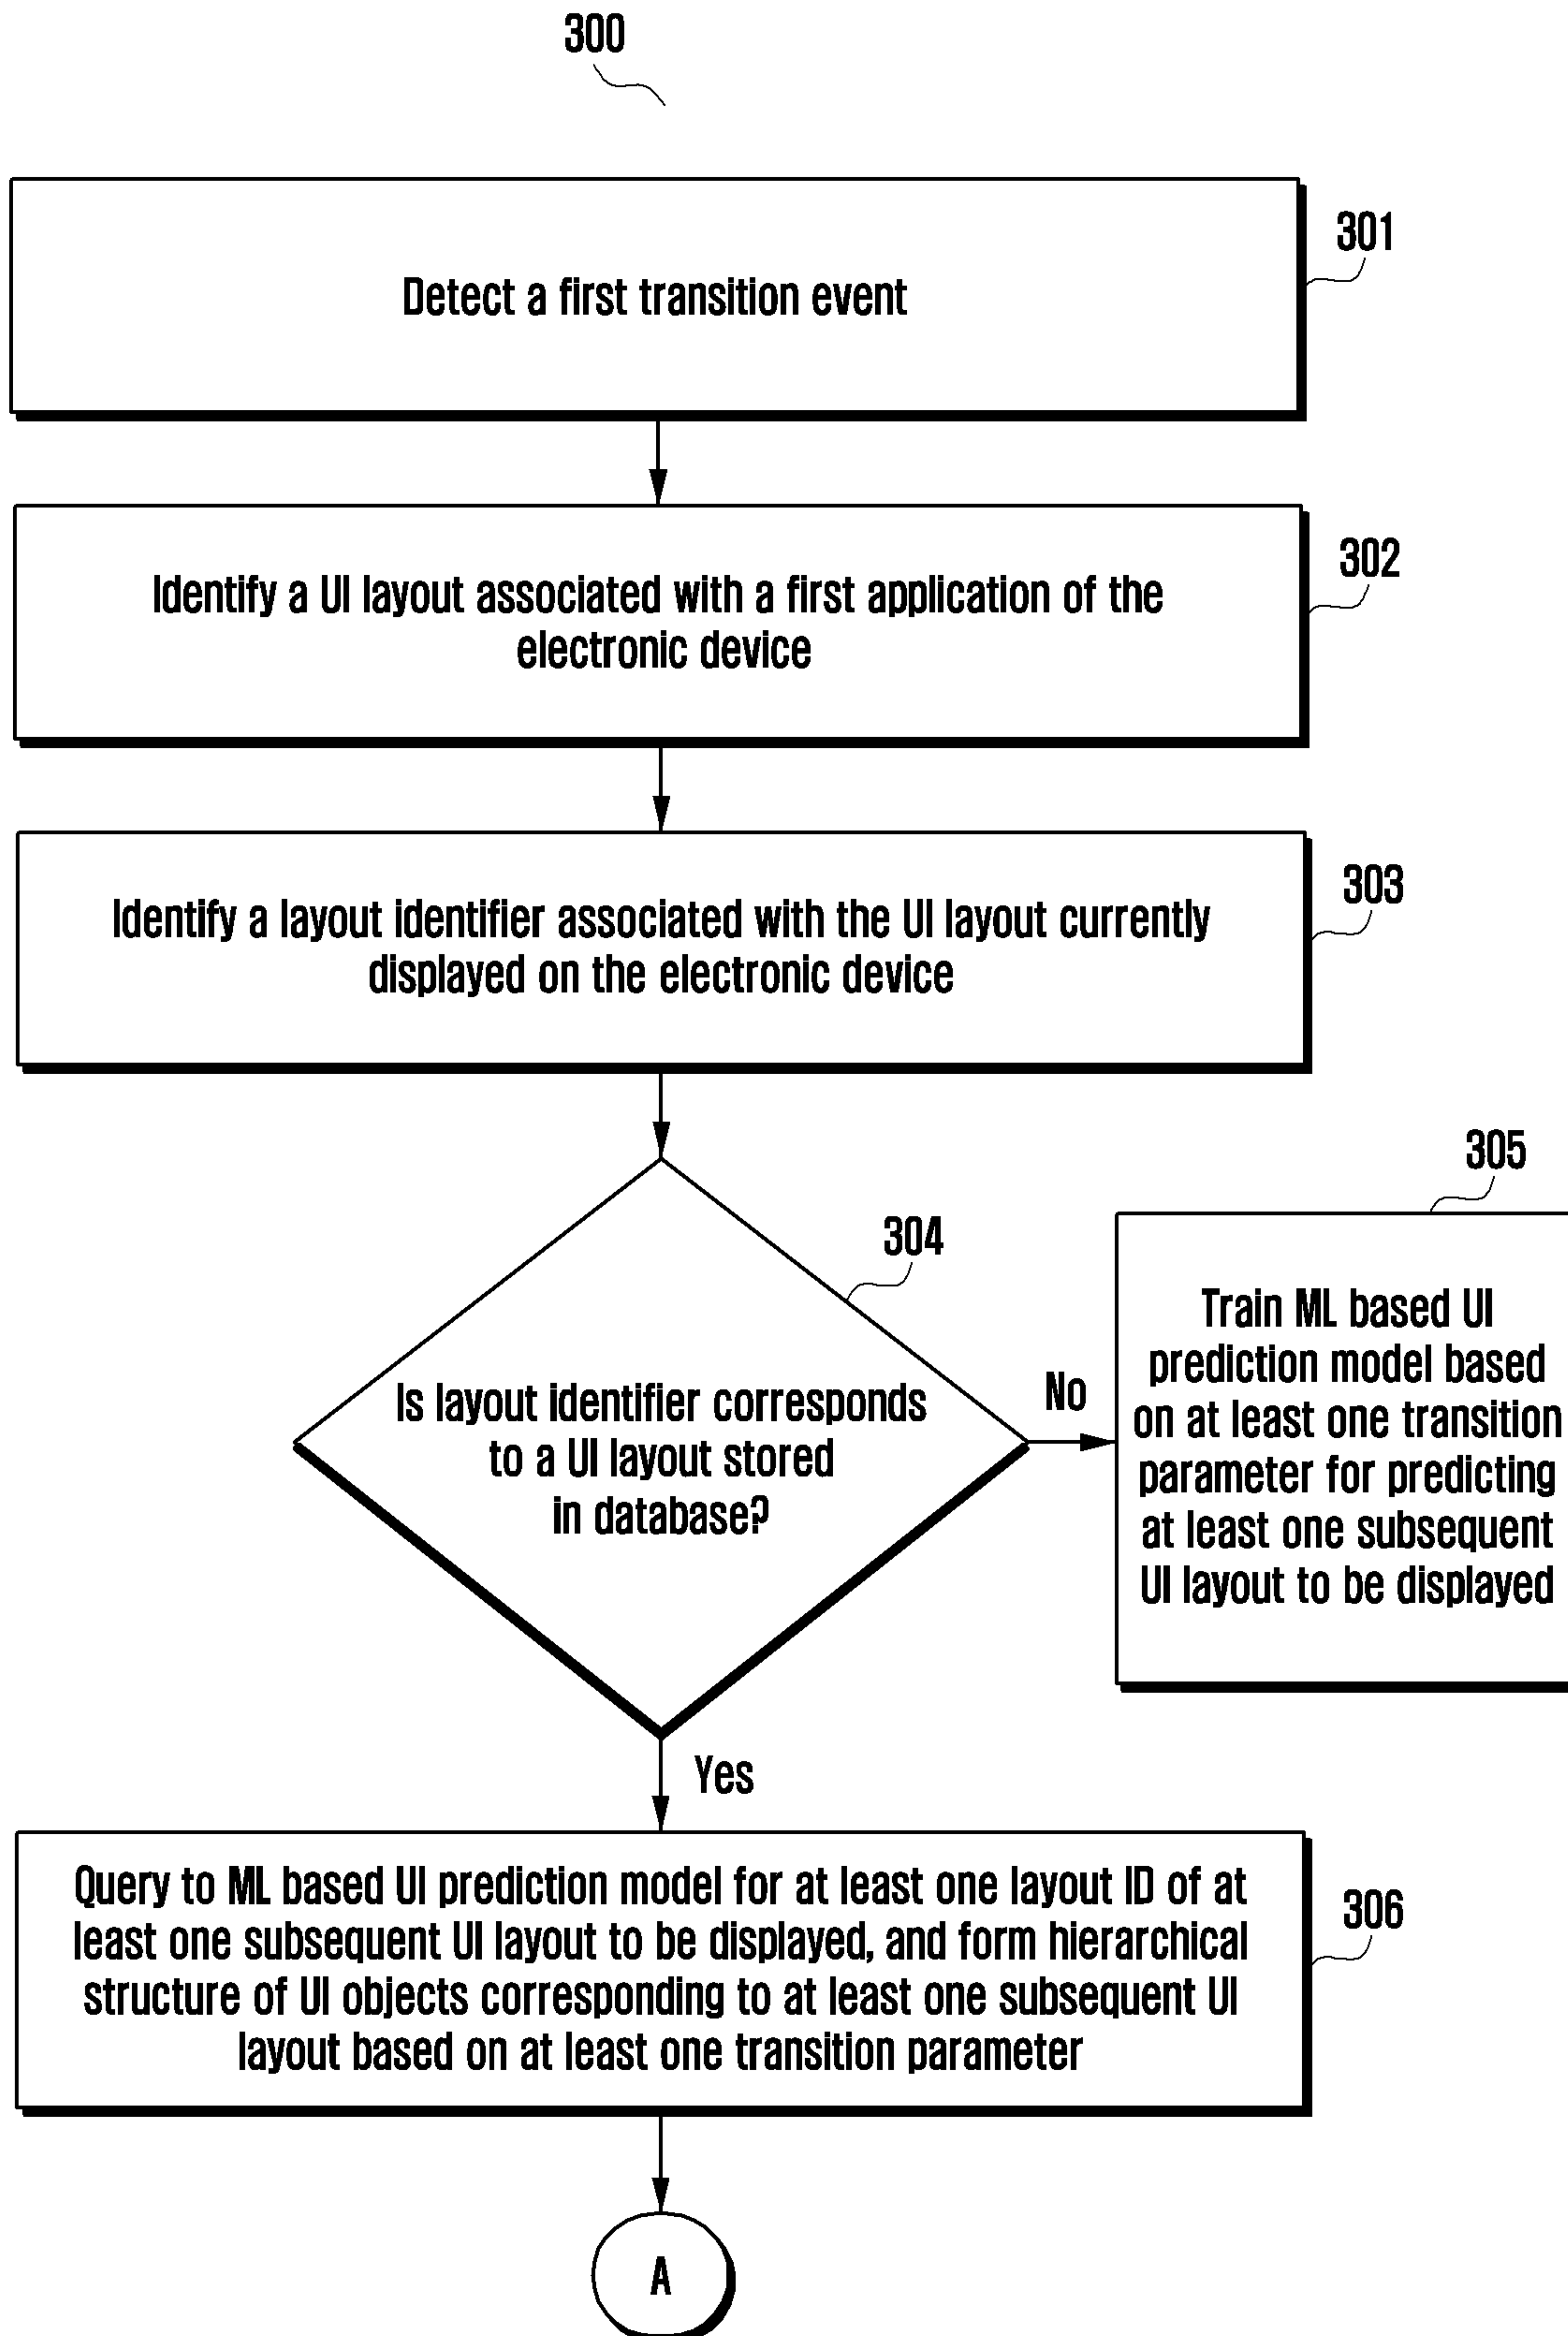 300
301
Detect a first transition event
302
Identify a UI layout associated with a first application of the
electronic device
303
Identify a layout identifier associated with the UI layout currently
displayed on the electronic device
304
Is layout identifier corresponds
to a UI layout stored
in database?
No
305
Train ML based UI
prediction model based
on at least one transition
parameter for predicting
at least one subsequent
UI layout to be displayed
Yes
306
Query to ML based UI prediction model for at least one layout ID of at
least one subsequent UI layout to be displayed, and form hierarchical
structure of UI objects corresponding to at least one subsequent UI
layout based on at least one transition parameter
A